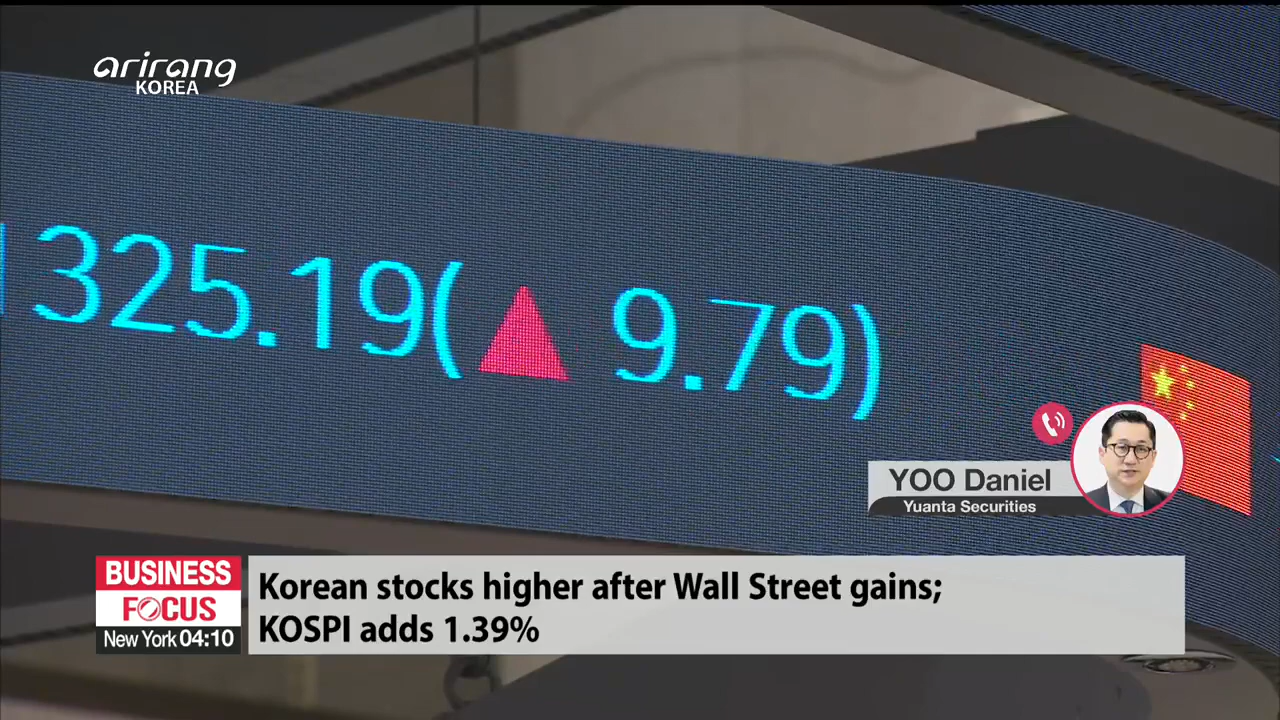 arirang
KOREA
325.19(▲ 9.79)
YOO Daniel
Yuanta Securities
BUSINESS
FOCUS
New York 04:10
Korean stocks higher after Wall Street gains;
KOSPI adds 1.39%